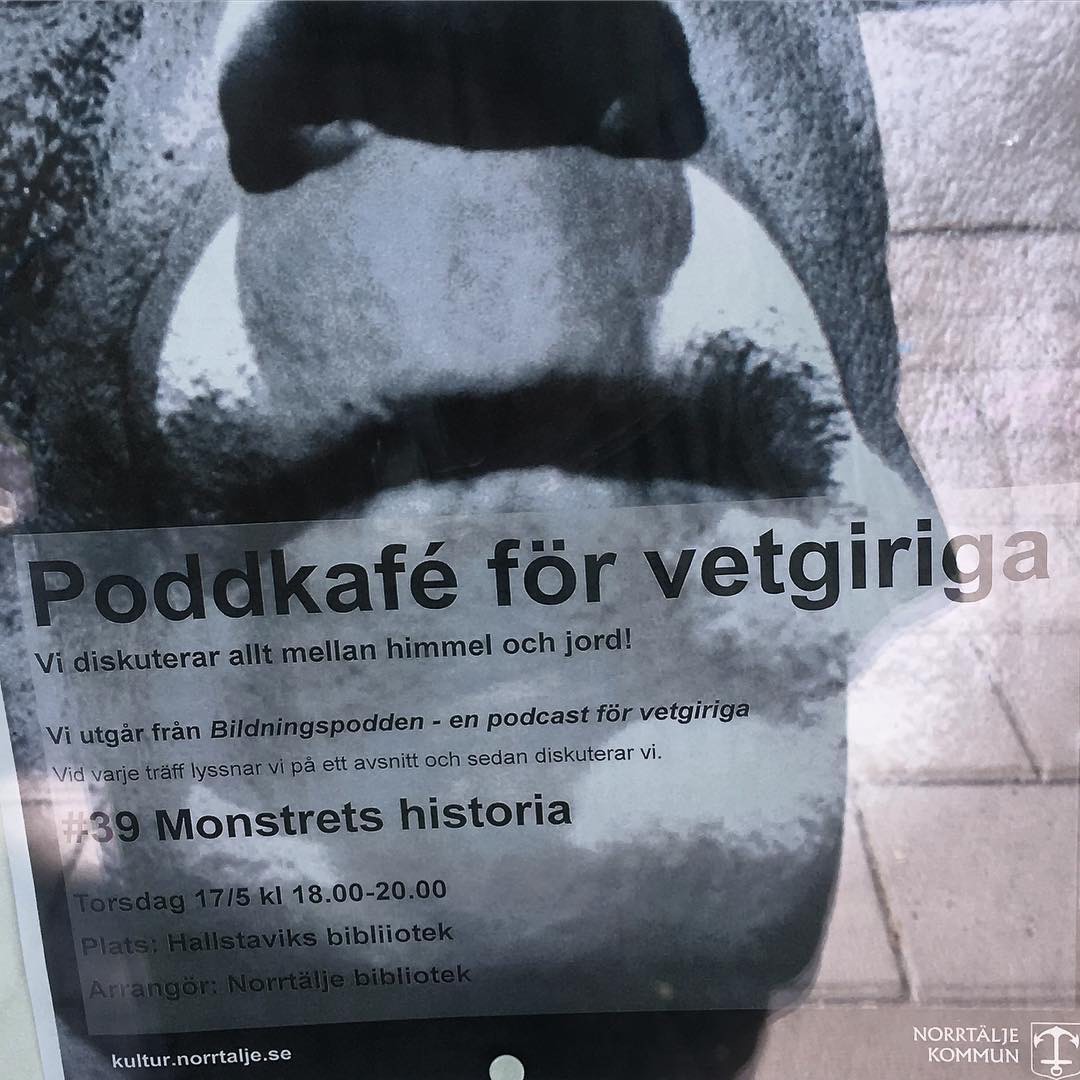 Poddkafé för vetgiriga
Vi diskuterar allt mellan himmel och jord!
Vi utgår från Bildningspodden - en podcast för vetgiriga
Vid varje träff lyssnar vi på ett avsnitt och sedan diskuterar vi.
#39 Monstrets historia
Torsdag 17/5 kl 18.00-20.00
Plats: Hallstaviks bibliiotek
Arrangör: Norrtälje bibliotek
kultur.norrtalje.se
NORRTÄLJE
KOMMUN